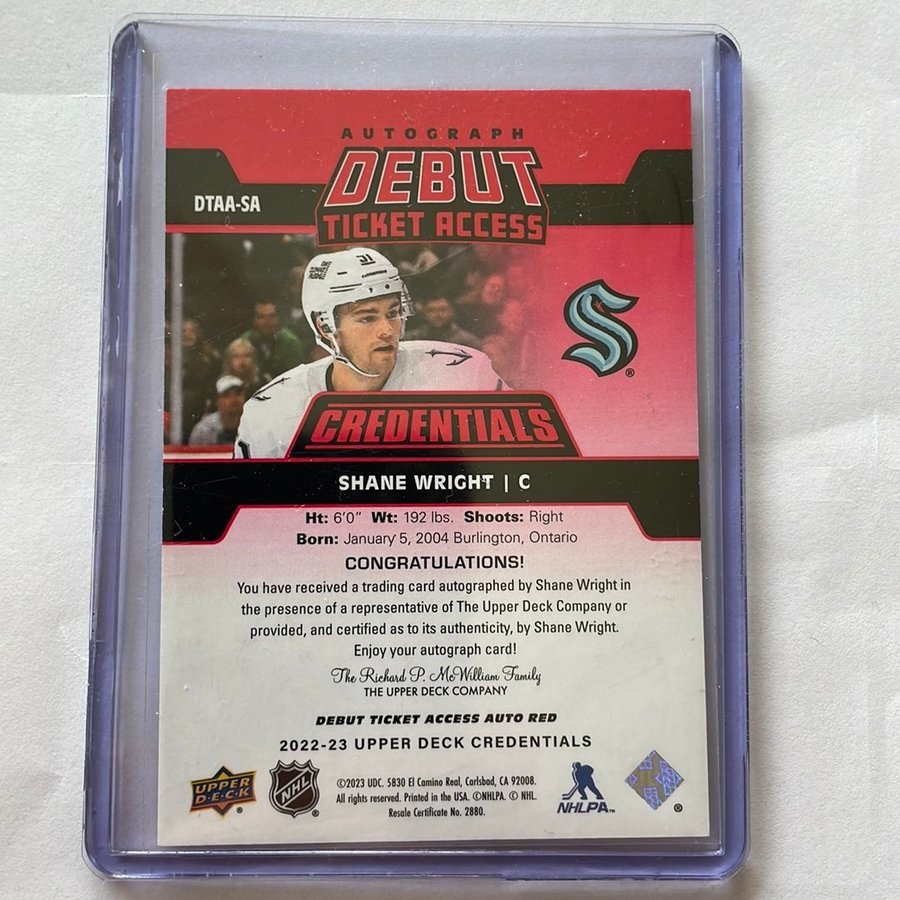 AUTOGRAPH
DEBUT
TICKET ACCESS
DTAA-SA
51
CREDENTIALS
SHANE WRIGHT | C
Ht: 6'0" Wt: 192 lbs. Shoots: Right
Born: January 5, 2004 Burlington, Ontario
CONGRATULATIONS!
You have received a trading card autographed by Shane Wright in
the presence of a representative of The Upper Deck Company or
provided, and certified as to its authenticity, by Shane Wright.
Enjoy your autograph card!
The Richard P. McWilliam Family
THE UPPER DECK COMPANY
DEBUT TICKET ACCESS AUTO RED
2022-23 UPPER DECK CREDENTIALS
UPPER DECK ®
NHL ®
©2023 UDC. 5830 El Camino Real, Carlsbad, CA 92008.
All rights reserved. Printed in the USA. ©NHLPA. © NHL.
Resale Certificate No. 2880.
NHLPA™
®